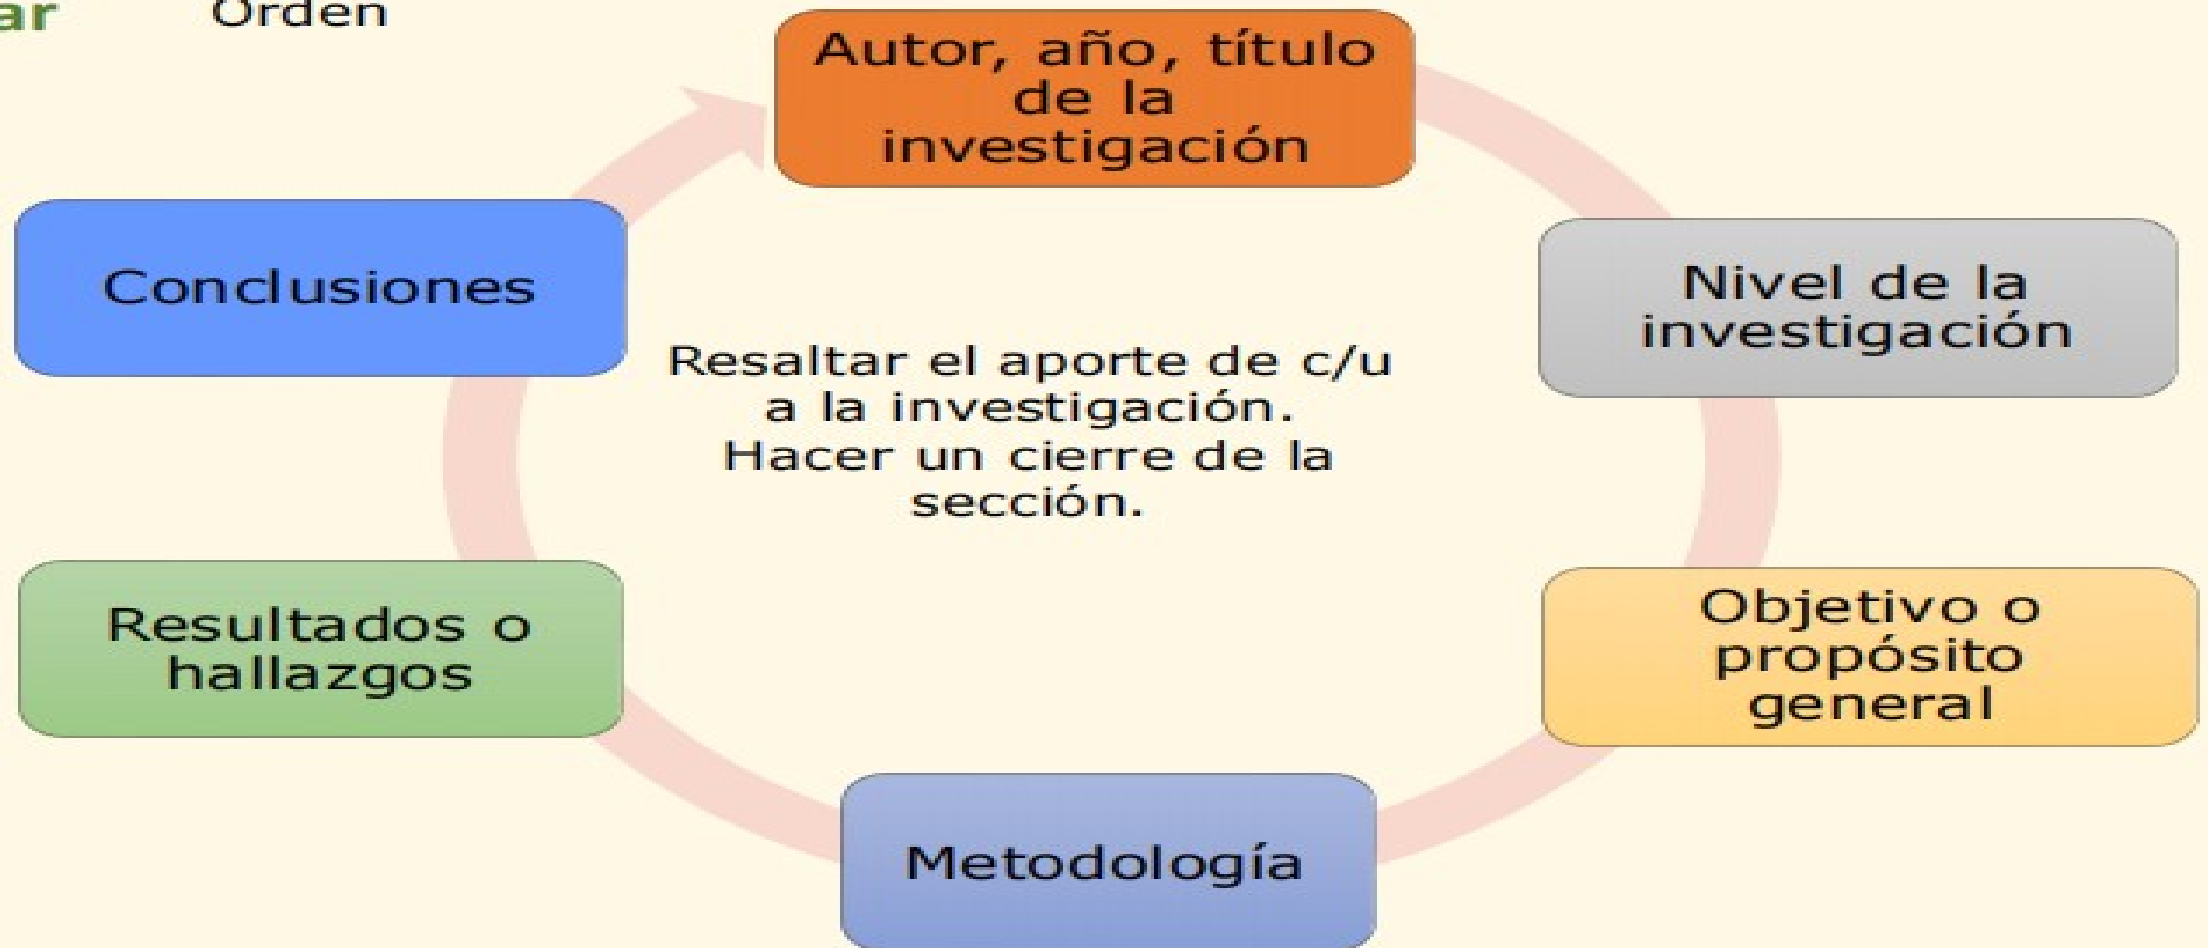 ar Orden
Autor, año, título
de la
investigación
Nivel de la
investigación
Objetivo o
propósito
general
Metodología
Resultados o
hallazgos
Conclusiones
Resaltar el aporte de c/u
a la investigación.
Hacer un cierre de la
sección.